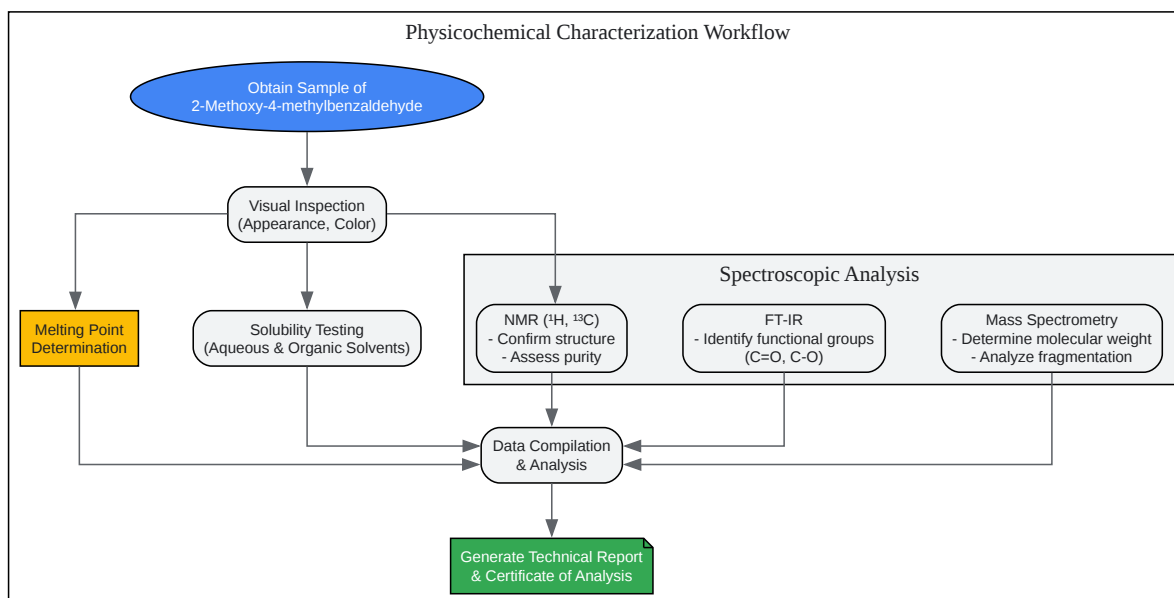 Physicochemical Characterization Workflow
Obtain Sample of
2-Methoxy-4-methylbenzaldehyde
Visual Inspection
(Appearance, Color)
Spectroscopic Analysis
Melting Point
Determination
Solubility Testing
(Aqueous & Organic Solvents)
NMR (¹H, ¹³C)
- Confirm structure
- Assess purity
FT-IR
- Identify functional groups
(C=O, C-O)
Mass Spectrometry
- Determine molecular weight
- Analyze fragmentation
Data Compilation
& Analysis
Generate Technical Report
& Certificate of Analysis